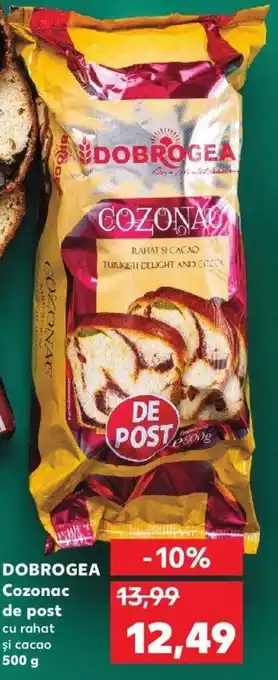 DOBROGEA
COZONAC
RAHAT SI CACAO
TURKISH DELIGHT AND COCOA
COZONAC
DE
POST
500g
DOBROGEA
Cozonac
de post
cu rahat
și cacao
500 g
-10%
13,99
12,49